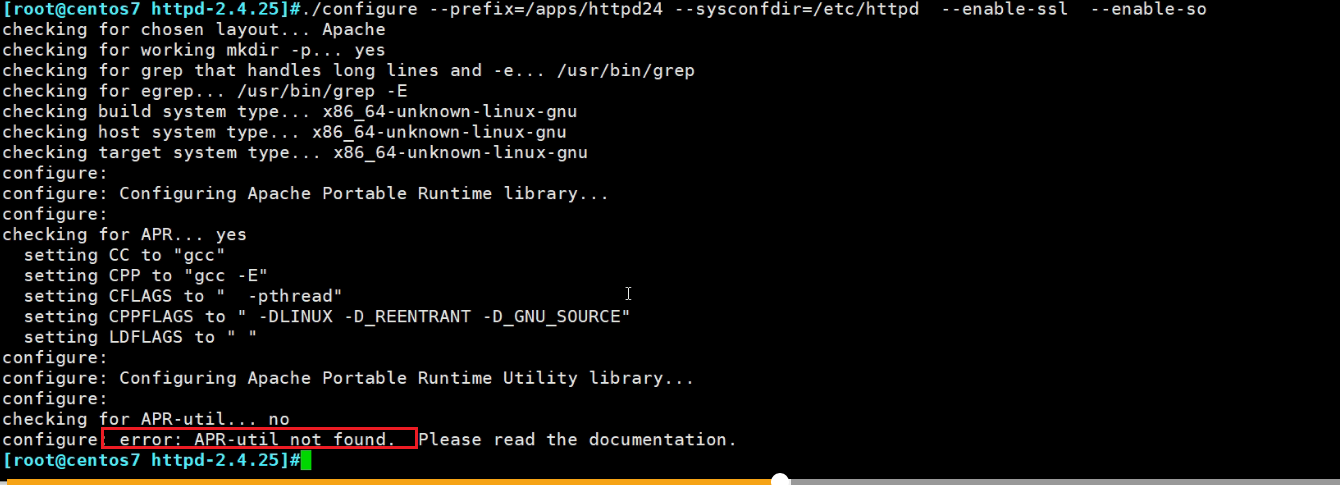 [root@centos7 httpd-2.4.25]#./configure --prefix=/apps/httpd24 --sysconfdir=/etc/httpd  --enable-ssl  --enable-so
checking for chosen layout... Apache
checking for working mkdir -p... yes
checking for grep that handles long lines and -e... /usr/bin/grep
checking for egrep... /usr/bin/grep -E
checking build system type... x86_64-unknown-linux-gnu
checking host system type... x86_64-unknown-linux-gnu
checking target system type... x86_64-unknown-linux-gnu
configure:
configure: Configuring Apache Portable Runtime library...
configure:
checking for APR... yes
  setting CC to "gcc"
  setting CPP to "gcc -E"
  setting CFLAGS to "  -pthread"
  setting CPPFLAGS to " -DLINUX -D_REENTRANT -D_GNU_SOURCE"
  setting LDFLAGS to " "
configure:
configure: Configuring Apache Portable Runtime Utility library...
configure:
checking for APR-util... no
configure: error: APR-util not found.  Please read the documentation.
[root@centos7 httpd-2.4.25]#